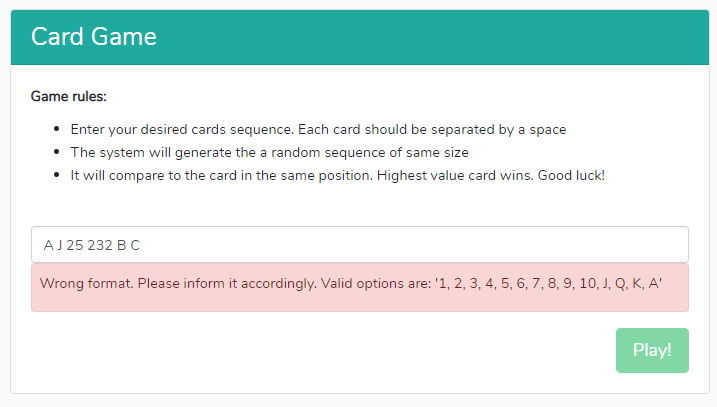 Card Game
Game rules:
Enter your desired cards sequence. Each card should be separated by a space
The system will generate the a random sequence of same size
It will compare to the card in the same position. Highest value card wins. Good luck!
A J 25 232 B C
Wrong format. Please inform it accordingly. Valid options are: '1, 2, 3, 4, 5, 6, 7, 8, 9, 10, J, Q, K, A'
Play!